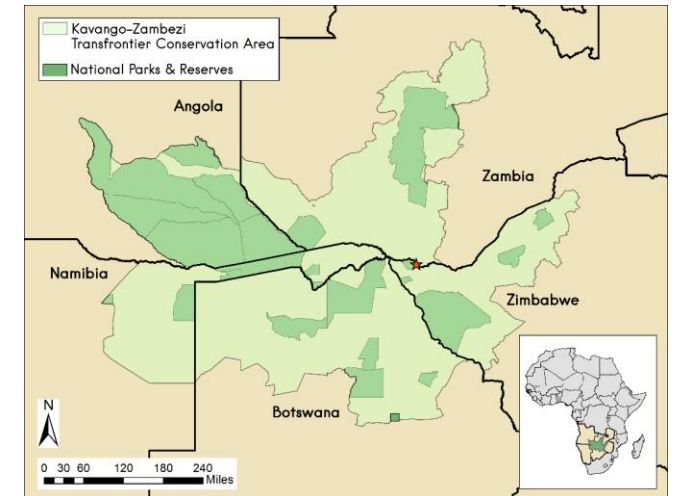 Kavango-Zambezi
Transfrontier Conservation Area
National Parks & Reserves
Angola
Zambia
Namibia
Zimbabwe
Botswana
N
0 30 60 120 180 240
Miles